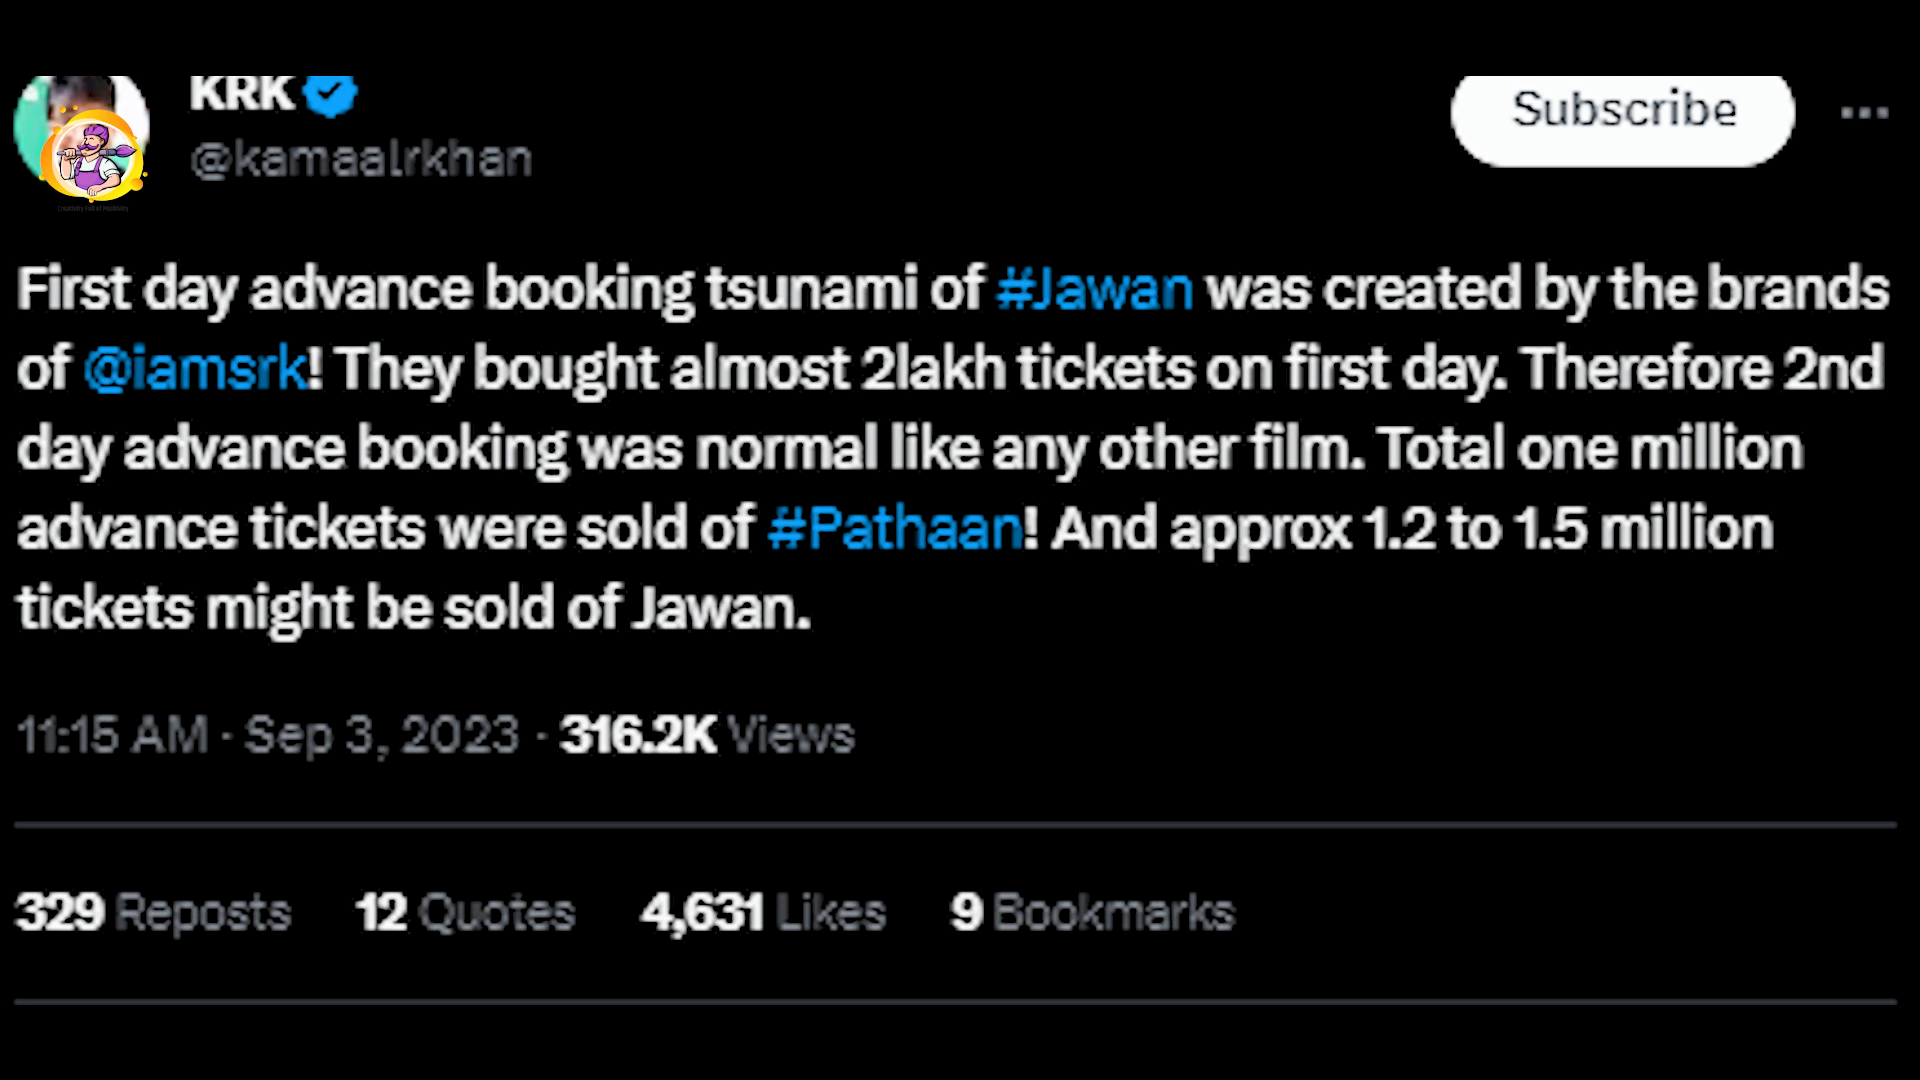 KRK
@kamaalrkhan
Subscribe
First day advance booking tsunami of #Jawan was created by the brands
of @iamsrk! They bought almost 2lakh tickets on first day. Therefore 2nd
day advance booking was normal like any other film. Total one million
advance tickets were sold of #Pathaan! And approx 1.2 to 1.5 million
tickets might be sold of Jawan.
11:15 AM · Sep 3, 2023 · 316.2K Views
329 Reposts 12 Quotes 4,631 Likes 9 Bookmarks